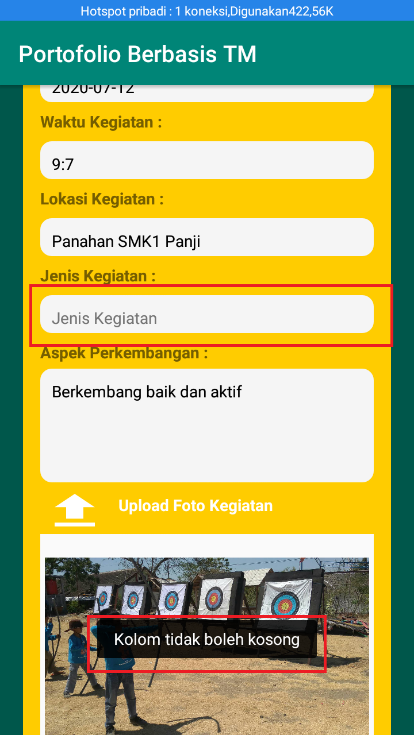 Hotspot pribadi : 1 koneksi,Digunakan422,56K
Portofolio Berbasis TM
2020-07-12
Waktu Kegiatan :
9:7
Lokasi Kegiatan :
Panahan SMK1 Panji
Jenis Kegiatan :
Jenis Kegiatan
Aspek Perkembangan :
Berkembang baik dan aktif
Upload Foto Kegiatan
Kolom tidak boleh kosong